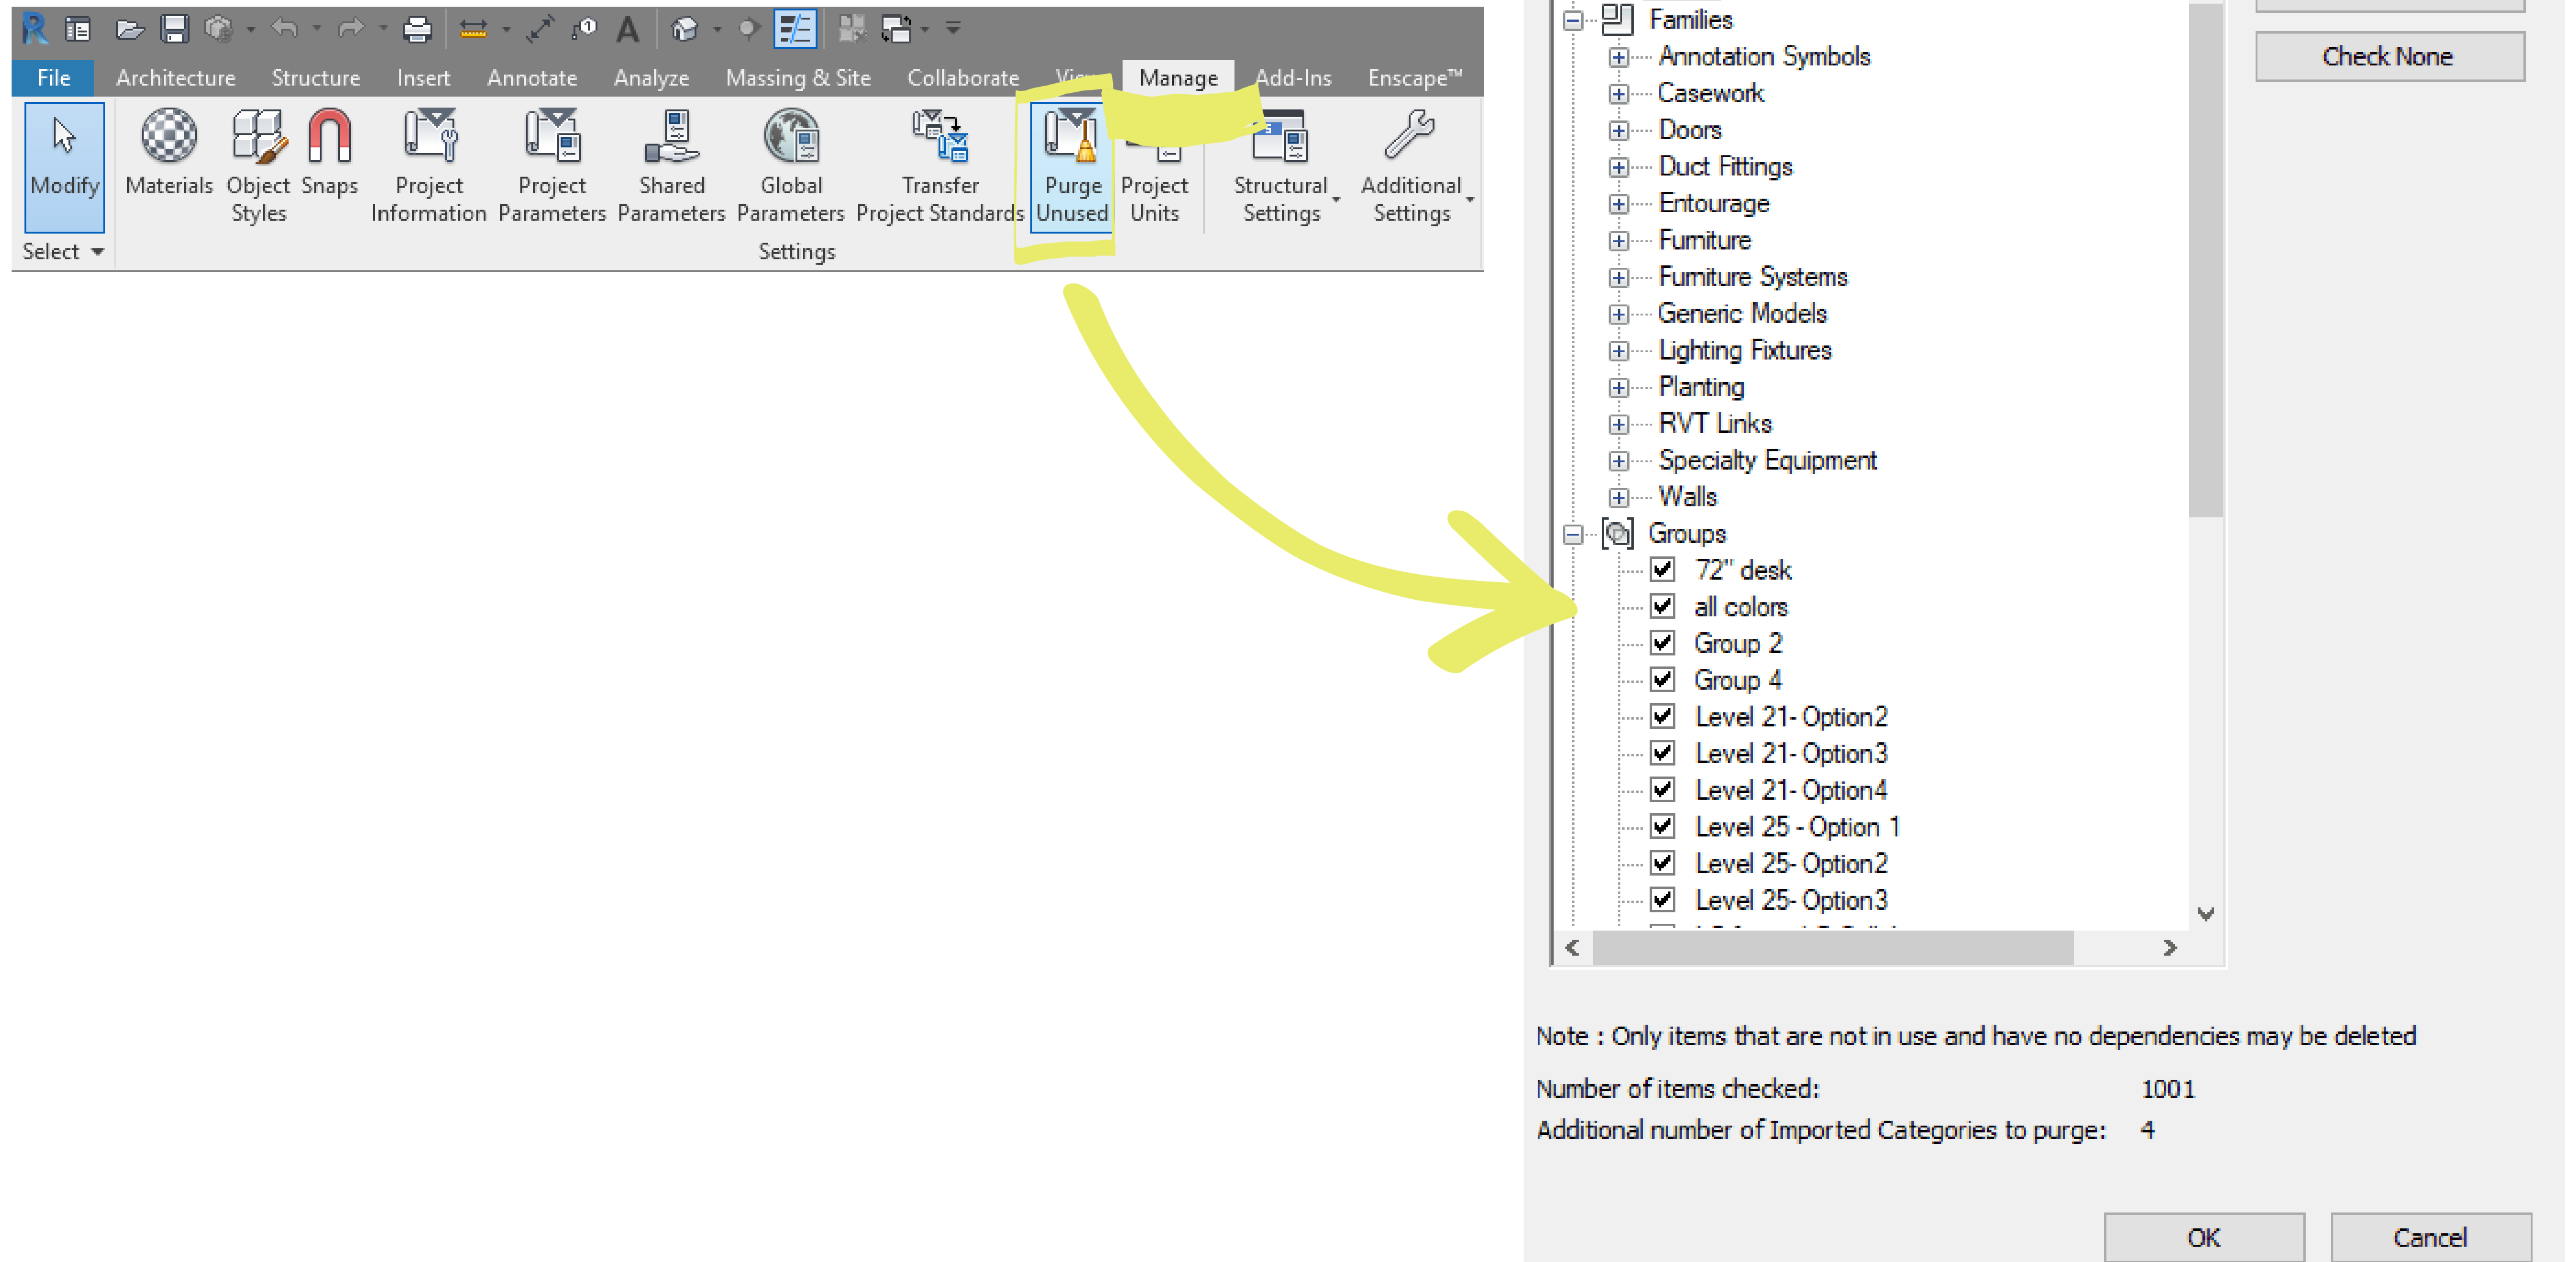 File Architecture Structure Insert Annotate Analyze Massing & Site Collaborate View Manage Add-Ins Enscape™
Modify Materials Object Styles Snaps Project Information Project Parameters Shared Parameters Global Parameters Transfer Project Standards Purge Unused Project Units Structural Settings Additional Settings
Select
Settings
Families
Annotation Symbols
Casework
Doors
Duct Fittings
Entourage
Furniture
Furniture Systems
Generic Models
Lighting Fixtures
Planting
RVT Links
Specialty Equipment
Walls
Groups
72" desk
all colors
Group 2
Group 4
Level 21- Option2
Level 21- Option3
Level 21- Option4
Level 25 - Option 1
Level 25- Option2
Level 25- Option3
Check None
Note : Only items that are not in use and have no dependencies may be deleted
Number of items checked: 1001
Additional number of Imported Categories to purge: 4
OK Cancel